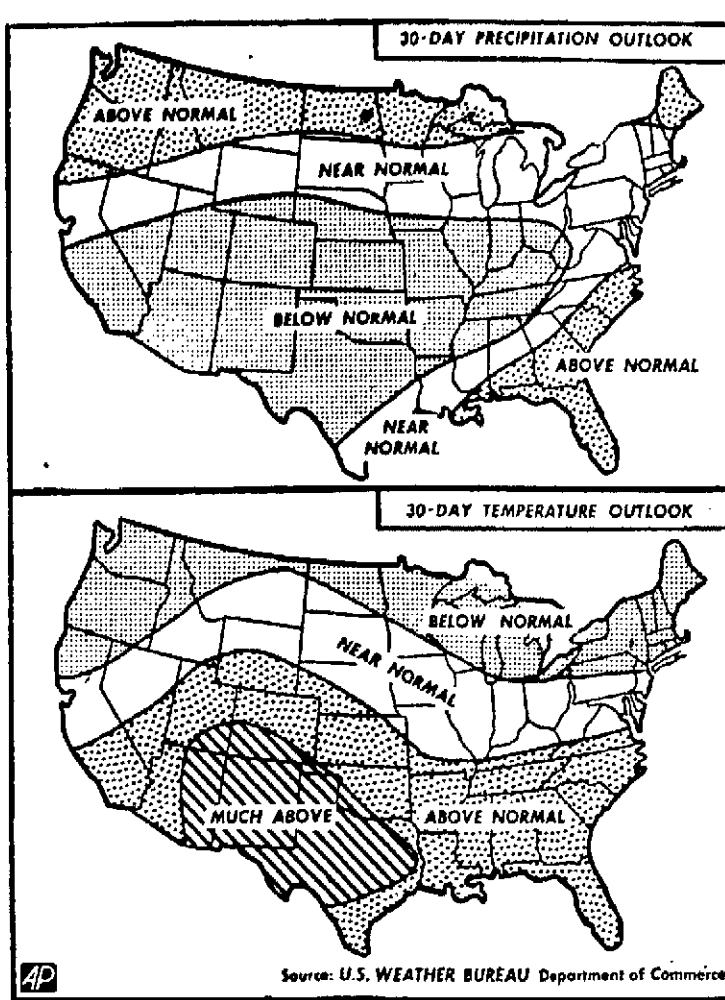 30-DAY PRECIPITATION OUTLOOK
ABOVE NORMAL
NEAR NORMAL
BELOW NORMAL
ABOVE NORMAL
NEAR
NORMAL
30-DAY TEMPERATURE OUTLOOK
BELOW NORMAL
NEAR NORMAL
MUCH ABOVE
ABOVE NORMAL
AP
Source: U.S. WEATHER BUREAU Department of Commerce